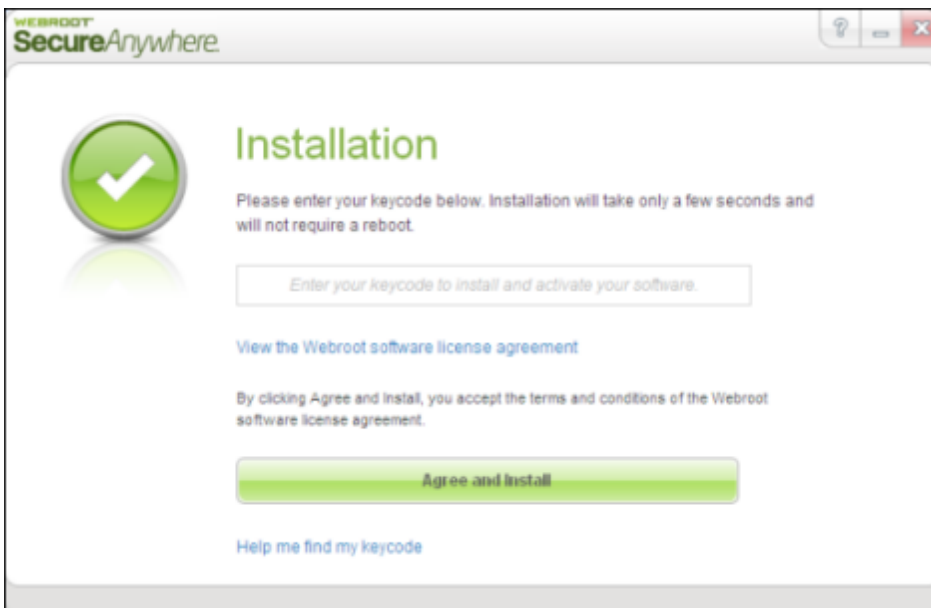 WEBROOT
SecureAnywhere.
?
Installation
Please enter your keycode below. Installation will take only a few seconds and
will not require a reboot.
Enter your keycode to install and activate your software.
View the Webroot software license agreement
By clicking Agree and Install, you accept the terms and conditions of the Webroot
software license agreement.
Agree and Install
Help me find my keycode